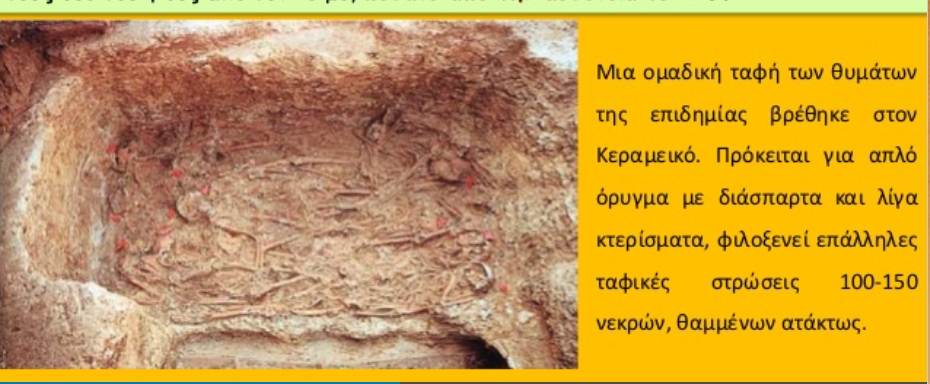 Μια ομαδική ταφή των θυμάτων
της επιδημίας βρέθηκε στον
Κεραμεικό. Πρόκειται για απλό
όρυγμα με διάσπαρτα και λίγα
κτερίσματα, φιλοξενεί επάλληλες
ταφικές στρώσεις 100-150
νεκρών, θαμμένων ατάκτως.